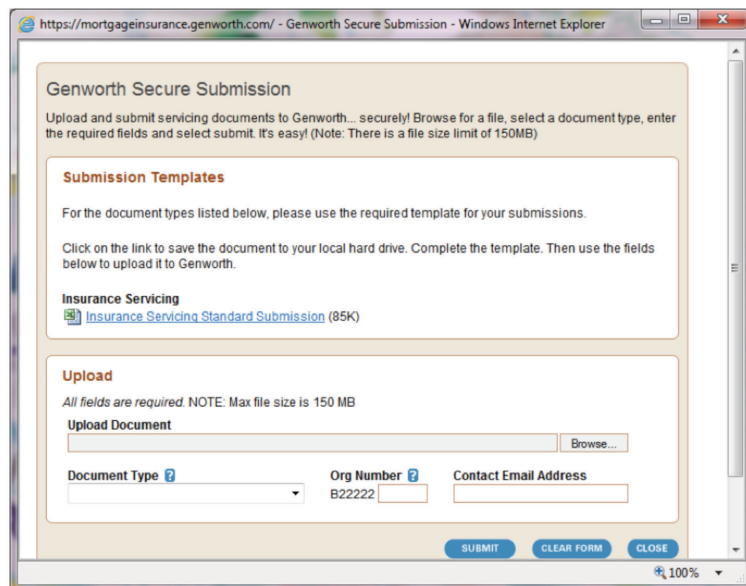 https://mortgageinsurance.genworth.com/ - Genworth Secure Submission - Windows Internet Explorer
Genworth Secure Submission
Upload and submit servicing documents to Genworth... securely! Browse for a file, select a document type, enter
the required fields and select submit. It's easy! (Note: There is a file size limit of 150MB)
Submission Templates
For the document types listed below, please use the required template for your submissions.
Click on the link to save the document to your local hard drive. Complete the template. Then use the fields
below to upload it to Genworth.
Insurance Servicing
Insurance Servicing Standard Submission (85K)
Upload
All fields are required. NOTE: Max file size is 150 MB
Upload Document
Browse...
Document Type ? Org Number ? Contact Email Address
B22222
SUBMIT CLEAR FORM CLOSE
100%